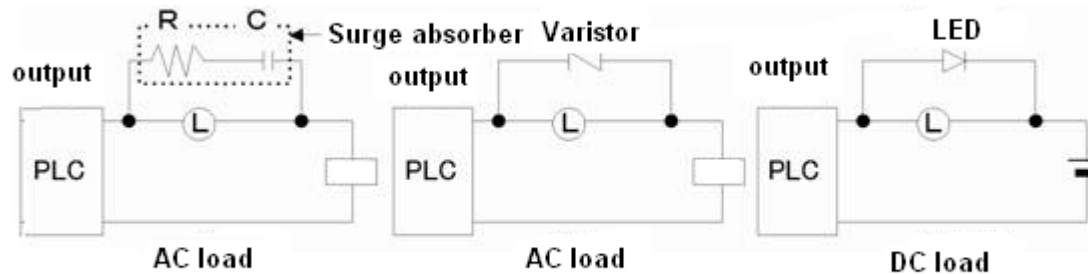 R ...... C
Surge absorber
output
L
PLC
AC load
Varistor
output
L
PLC
AC load
LED
output
L
PLC
DC load